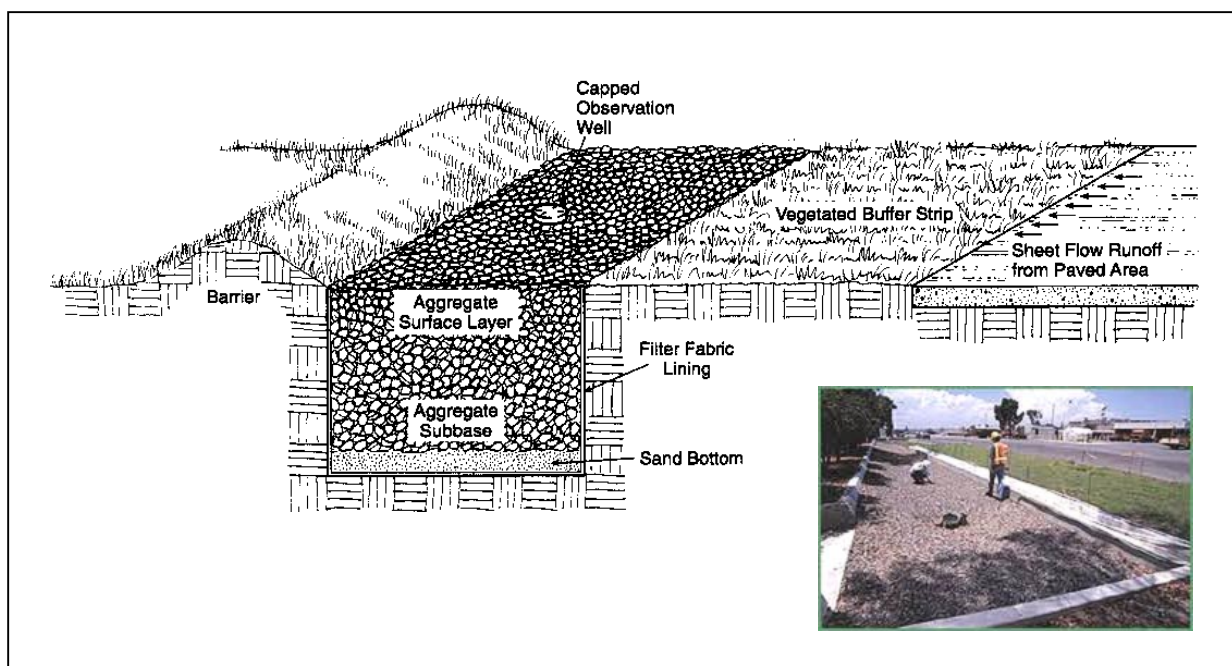 Capped
Observation
Well
Vegetated Buffer Strip
Sheet Flow Runoff
from Paved Area
Barrier
Aggregate
Surface Layer
Filter Fabric
Lining
Aggregate
Subbase
Sand Bottom